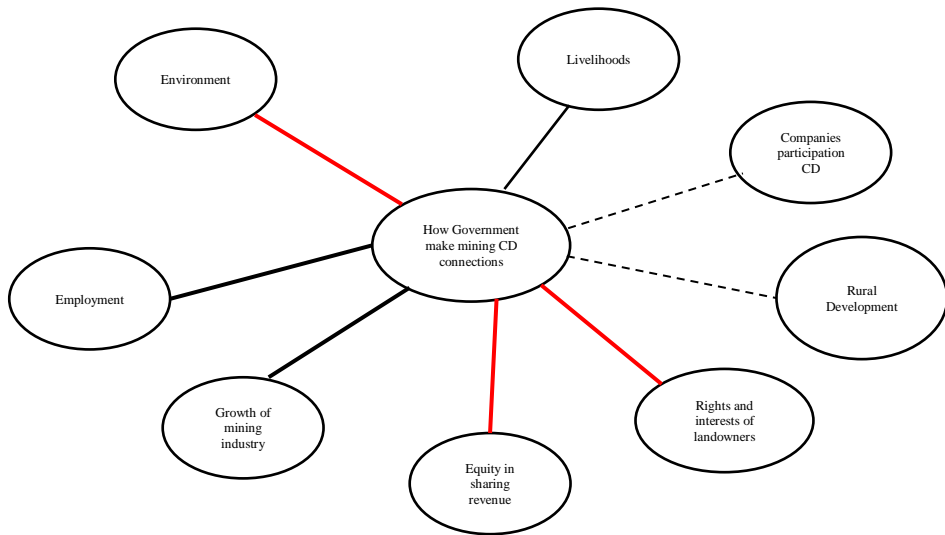 Environment
Livelihoods
Companies
participation
CD
How Government
make mining CD
connections
Employment
Rural
Development
Growth of
mining
industry
Rights and
interests of
landowners
Equity in
sharing
revenue